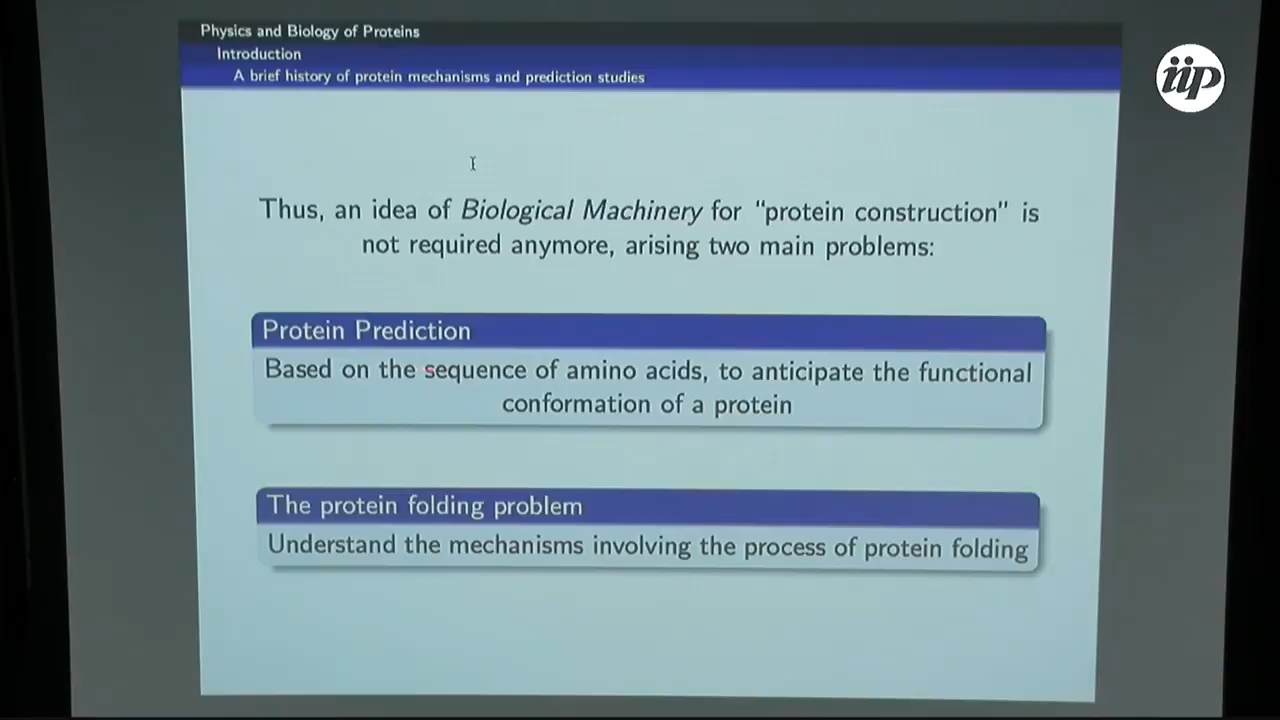 Physics and Biology of Proteins
Introduction
A brief history of protein mechanisms and prediction studies
iip
Thus, an idea of Biological Machinery for “protein construction” is
not required anymore, arising two main problems:
Protein Prediction
Based on the sequence of amino acids, to anticipate the functional
conformation of a protein
The protein folding problem
Understand the mechanisms involving the process of protein folding